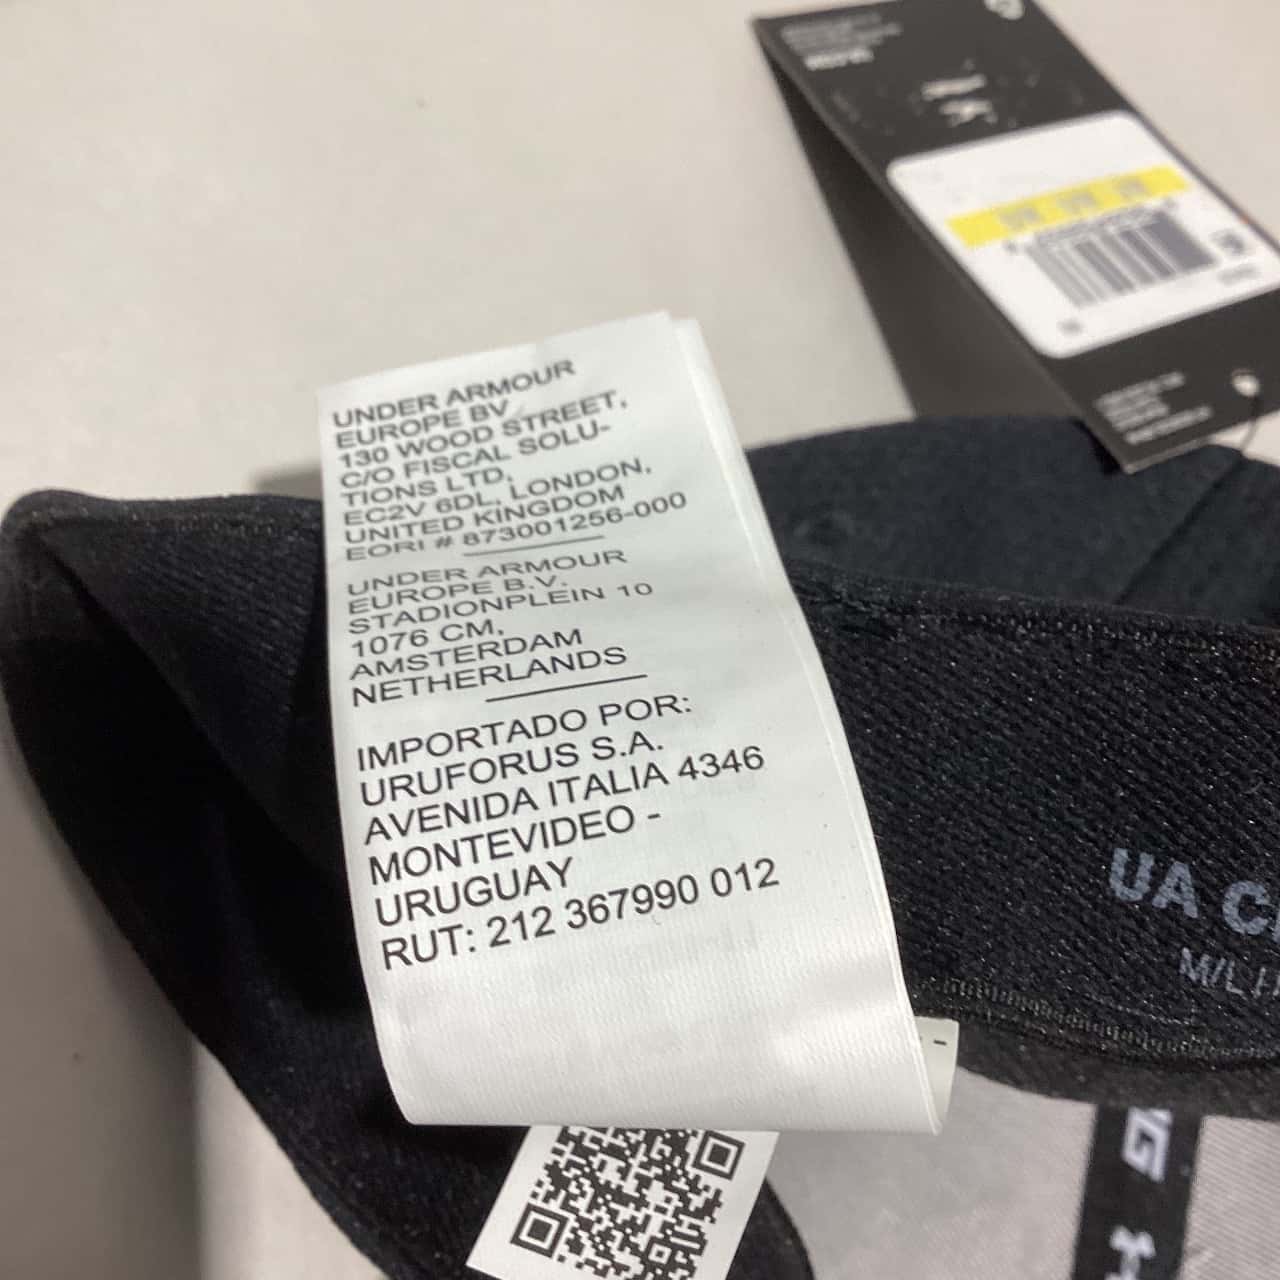 UNDER ARMOUR
EUROPE BV
130 WOOD STREET,
C/O FISCAL SOLU-
TIONS LTD,
EC2V 6DL, LONDON,
UNITED KINGDOM
EORI # 873001256-000
UNDER ARMOUR
EUROPE B.V.
STADIONPLEIN 10
1076 CM,
AMSTERDAM
NETHERLANDS
IMPORTADO POR:
URUFORUS S.A.
AVENIDA ITALIA 4346
MONTEVIDEO -
URUGUAY
RUT: 212 367990 012
UA
M/L